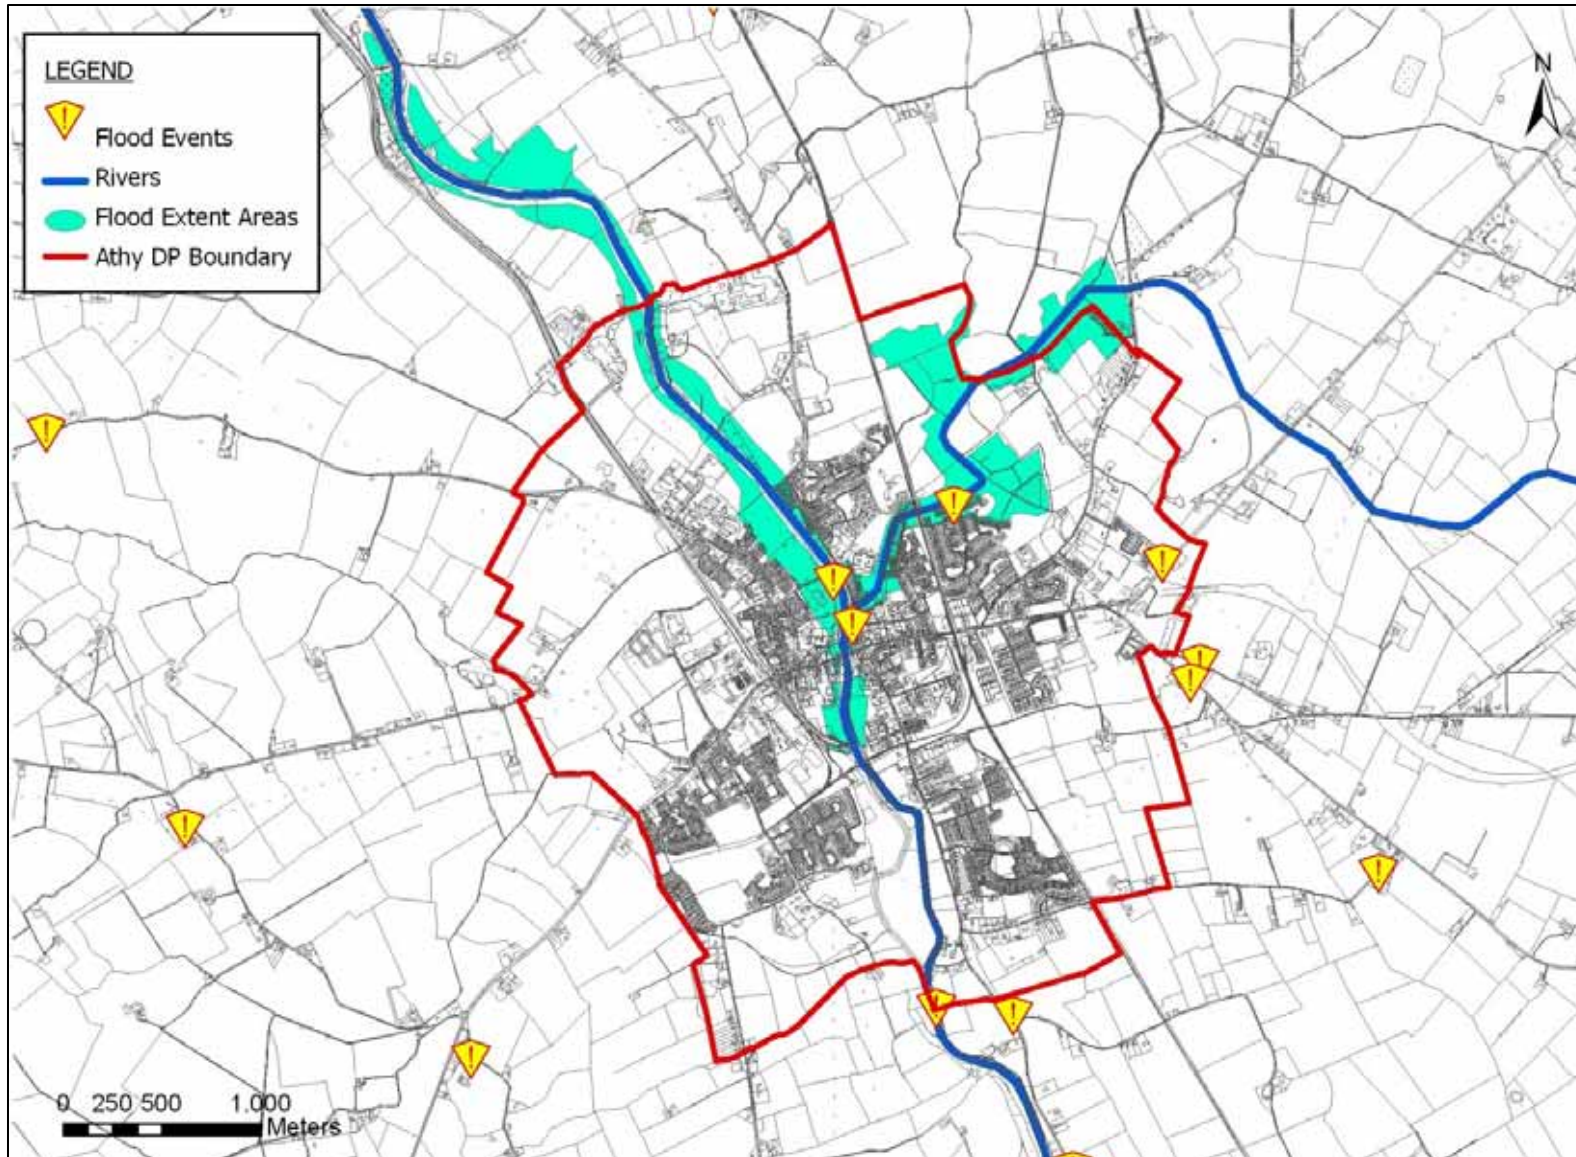 LEGEND
Flood Events
Rivers
Flood Extent Areas
Athy DP Boundary
N
0 250 500 1.000
Meters